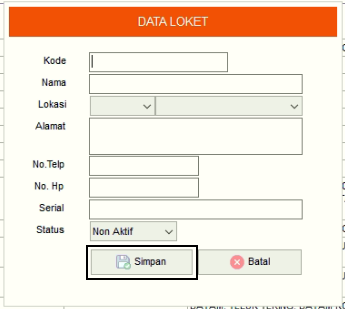 DATA LOKET
Kode
Nama
Lokasi
Alamat
No.Telp
No. Hp
Serial
Status Non Aktif
Simpan Batal